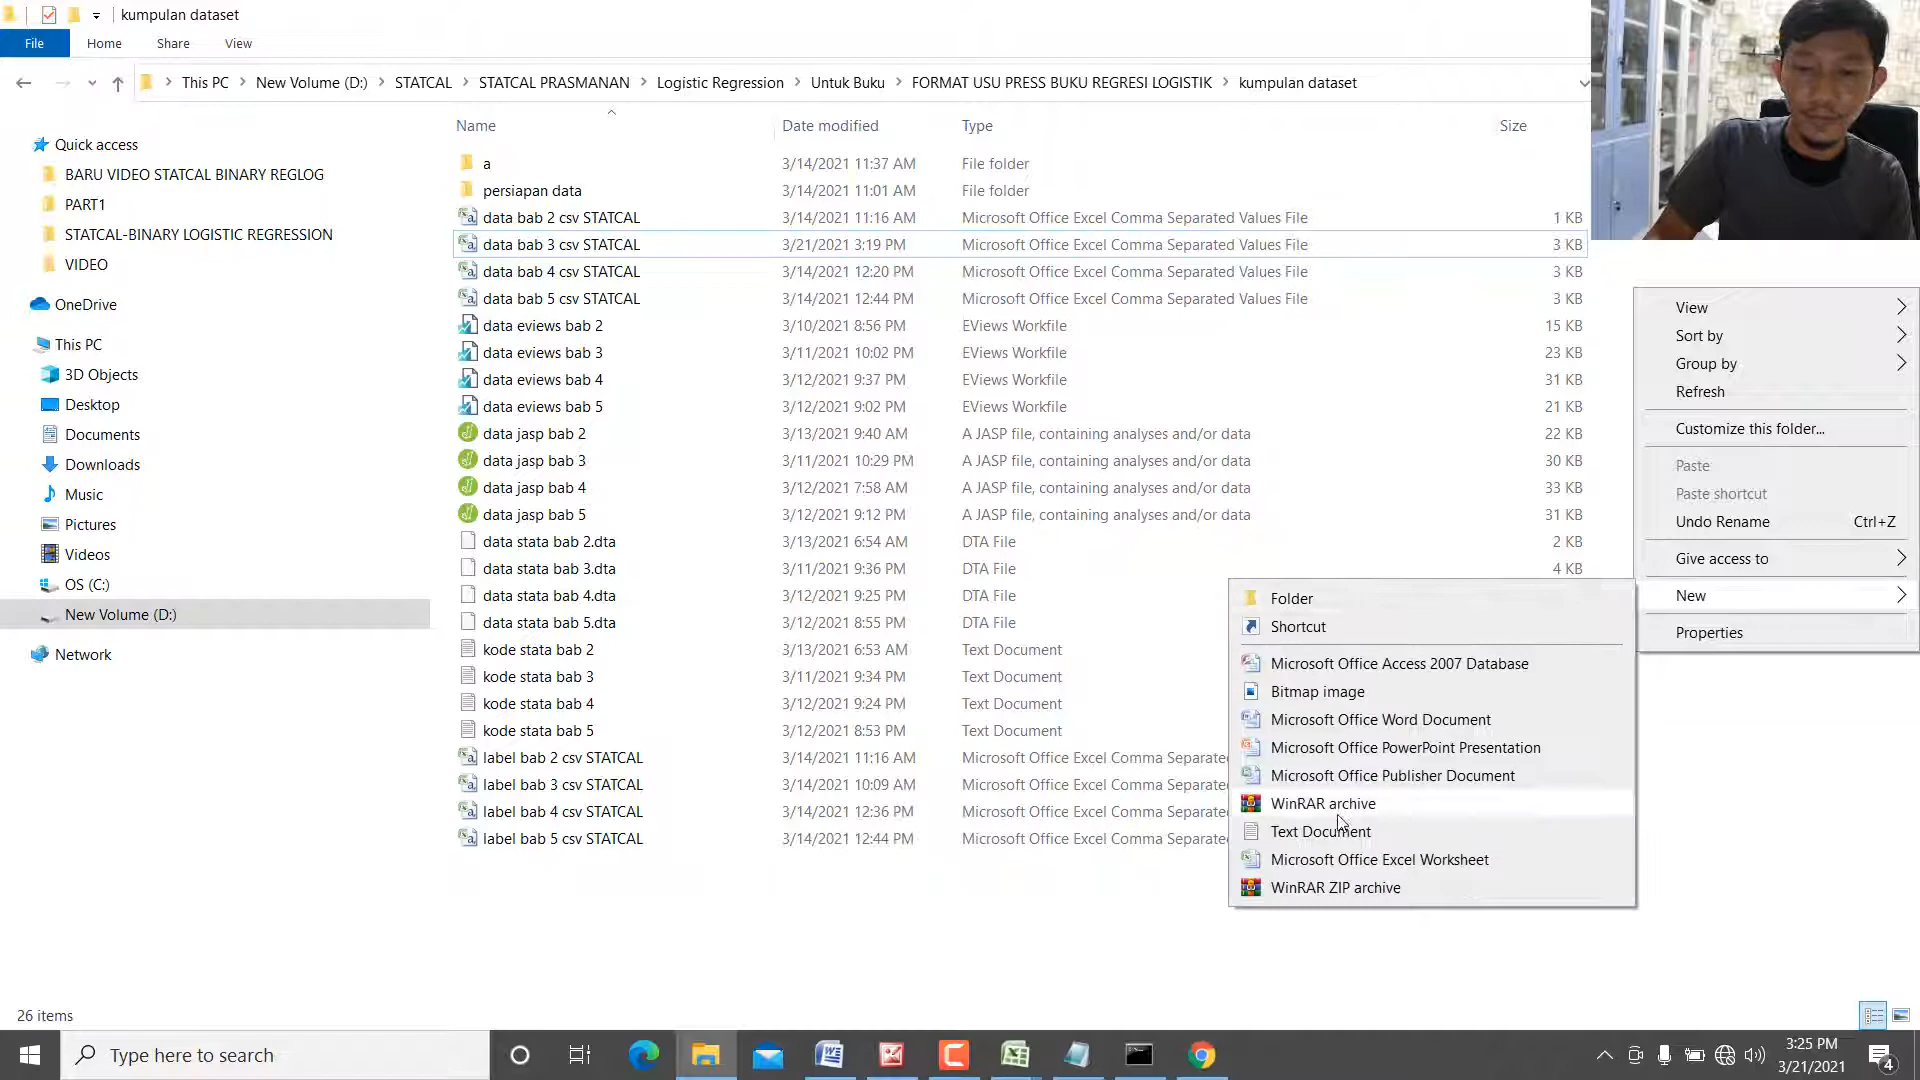 kumpulan dataset
File Home Share View
This PC New Volume (D:) STATCAL STATCAL PRASMANAN Logistic Regression Untuk Buku FORMAT USU PRESS BUKU REGRESI LOGISTIK kumpulan dataset
Quick access
BARU VIDEO STATCAL BINARY REGLOG
PART1
STATCAL-BINARY LOGISTIC REGRESSION
VIDEO
OneDrive
This PC
3D Objects
Desktop
Documents
Downloads
Music
Pictures
Videos
OS (C:)
New Volume (D:)
Network
Name Date modified Type Size
a 3/14/2021 11:37 AM File folder
persiapan data 3/14/2021 11:01 AM File folder
data bab 2 csv STATCAL 3/14/2021 11:16 AM Microsoft Office Excel Comma Separated Values File 1 KB
data bab 3 csv STATCAL 3/21/2021 3:19 PM Microsoft Office Excel Comma Separated Values File 3 KB
data bab 4 csv STATCAL 3/14/2021 12:20 PM Microsoft Office Excel Comma Separated Values File 3 KB
data bab 5 csv STATCAL 3/14/2021 12:44 PM Microsoft Office Excel Comma Separated Values File 3 KB
data eviews bab 2 3/10/2021 8:56 PM EViews Workfile 15 KB
data eviews bab 3 3/11/2021 10:02 PM EViews Workfile 23 KB
data eviews bab 4 3/12/2021 9:37 PM EViews Workfile 31 KB
data eviews bab 5 3/12/2021 9:02 PM EViews Workfile 21 KB
data jasp bab 2 3/13/2021 9:40 AM A JASP file, containing analyses and/or data 22 KB
data jasp bab 3 3/11/2021 10:29 PM A JASP file, containing analyses and/or data 30 KB
data jasp bab 4 3/12/2021 7:58 AM A JASP file, containing analyses and/or data 33 KB
data jasp bab 5 3/12/2021 9:12 PM A JASP file, containing analyses and/or data 31 KB
data stata bab 2.dta 3/13/2021 6:54 AM DTA File 2 KB
data stata bab 3.dta 3/11/2021 9:36 PM DTA File 4 KB
data stata bab 4.dta 3/12/2021 9:25 PM DTA File
data stata bab 5.dta 3/12/2021 8:55 PM DTA File
kode stata bab 2 3/13/2021 6:53 AM Text Document
kode stata bab 3 3/11/2021 9:34 PM Text Document
kode stata bab 4 3/12/2021 9:24 PM Text Document
kode stata bab 5 3/12/2021 8:53 PM Text Document
label bab 2 csv STATCAL 3/14/2021 11:16 AM Microsoft Office Excel Comma Separate
label bab 3 csv STATCAL 3/14/2021 10:09 AM Microsoft Office Excel Comma Separate
label bab 4 csv STATCAL 3/14/2021 12:36 PM Microsoft Office Excel Comma Separate
label bab 5 csv STATCAL 3/14/2021 12:44 PM Microsoft Office Excel Comma Separate
View
Sort by
Group by
Refresh
Customize this folder...
Paste
Paste shortcut
Undo Rename Ctrl+Z
Give access to
New
Properties
Folder
Shortcut
Microsoft Office Access 2007 Database
Bitmap image
Microsoft Office Word Document
Microsoft Office PowerPoint Presentation
Microsoft Office Publisher Document
WinRAR archive
Text Document
Microsoft Office Excel Worksheet
WinRAR ZIP archive
26 items
Type here to search
3:25 PM
3/21/2021
4